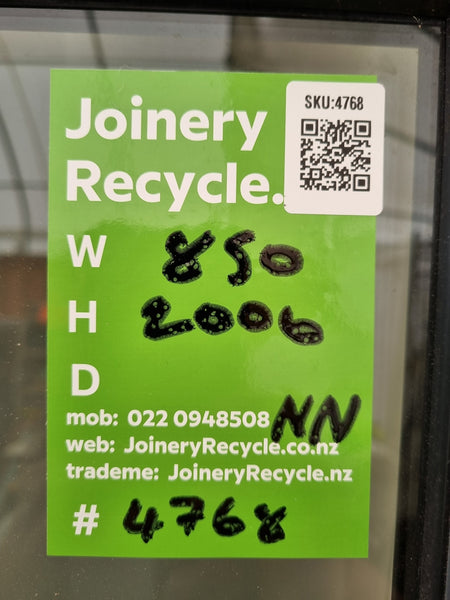 SKU:4768
Joinery
Recycle.
W 850
H 2006
D
NN
mob: 022 0948508
web: JoineryRecycle.co.nz
trademe: JoineryRecycle.nz
# 4768